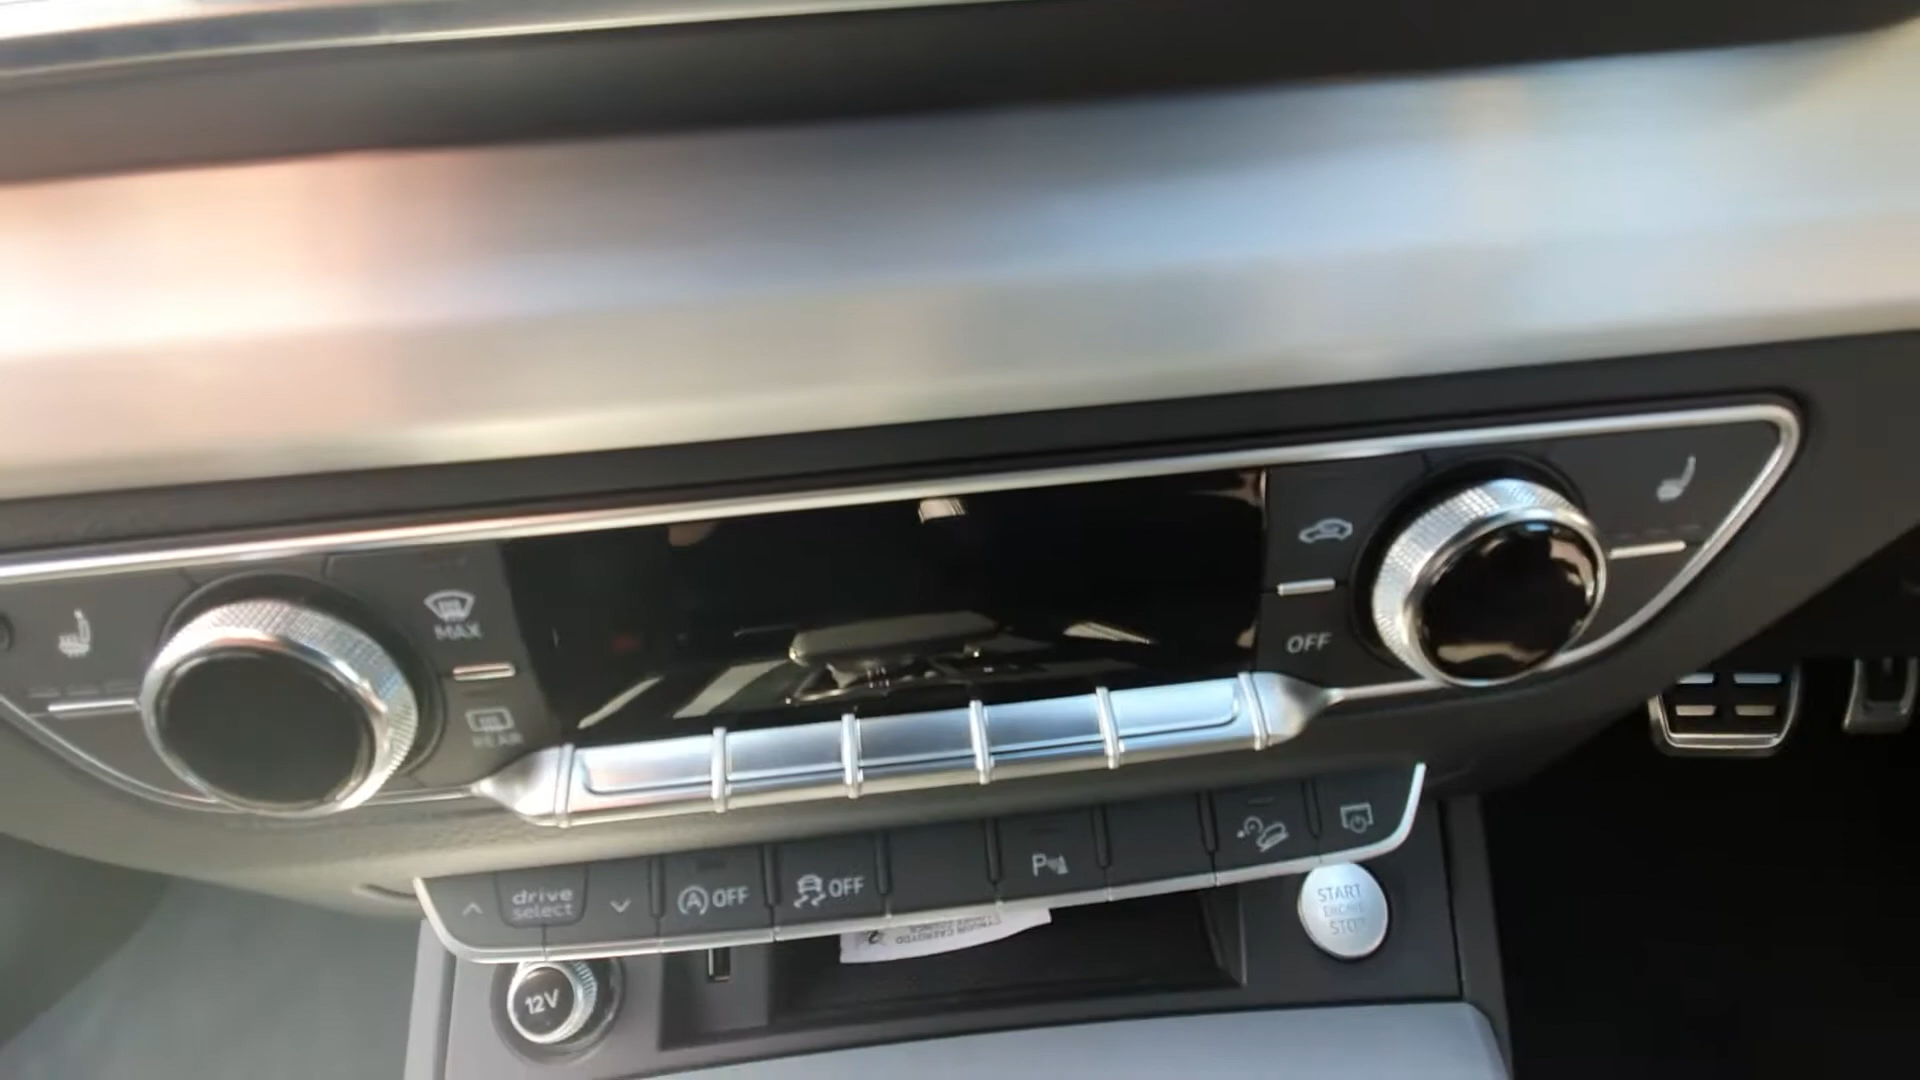 MAX
REAR
OFF
drive
select
OFF
OFF
P
START
ENGINE
STOP
12V